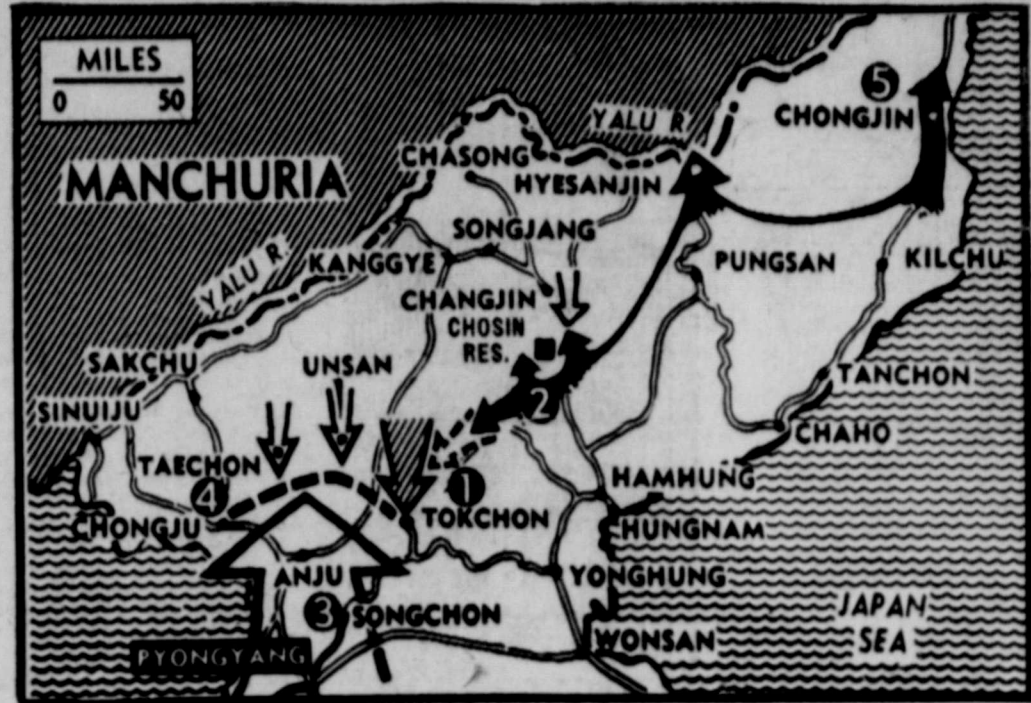 MILES
0 50
MANCHURIA
YALU R.
5
CHONGJIN
CHASONG
HYESANJIN
SONGJANG
YALU R.
KANGGYE
PUNGSAN
KILCHU
CHANGJIN
CHOSIN
RES.
SAKCHU
UNSAN
TANCHON
2
SINUIJU
CHAHO
TAECHON
4
1
HAMHUNG
CHONGJU
TOKCHON
HUNGNAM
ANJU
YONGHUNG
3
SONGCHON
JAPAN
SEA
WONSAN
PYONGYANG